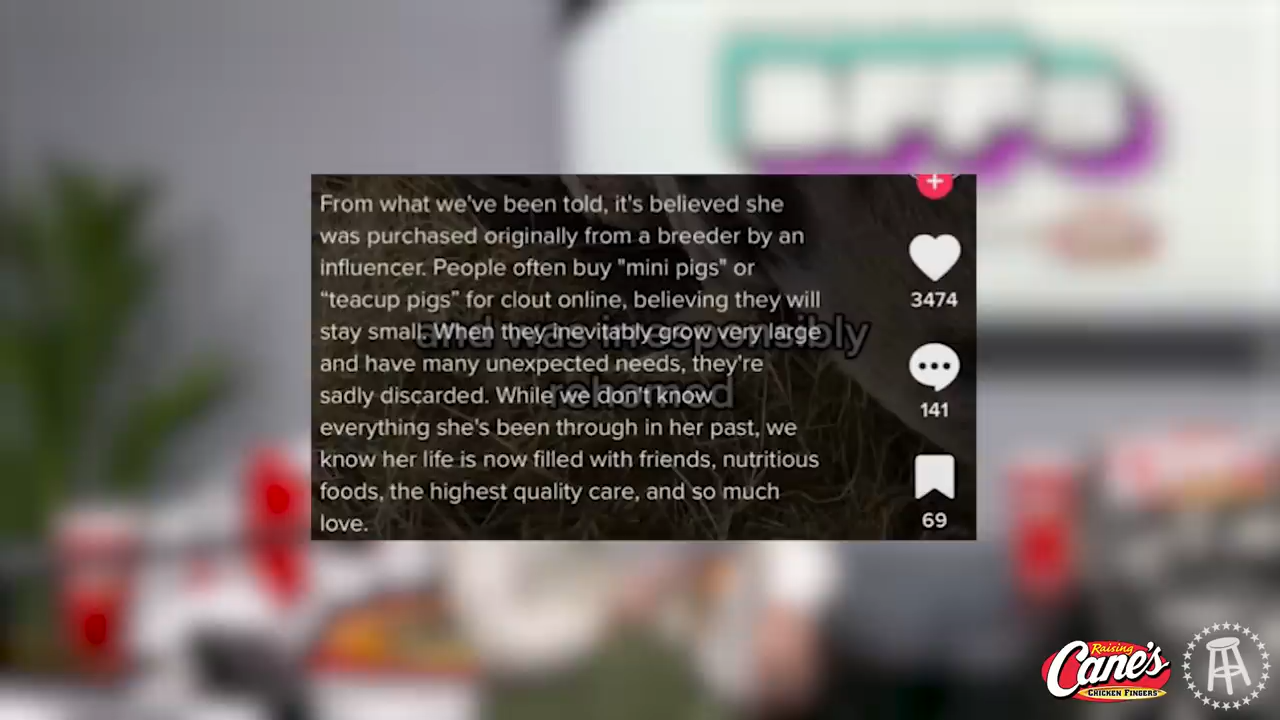 From what we've been told, it's believed she
was purchased originally from a breeder by an
influencer. People often buy "mini pigs" or
“teacup pigs” for clout online, believing they will
stay small. When they inevitably grow very large
and have many unexpected needs, they're
sadly discarded. While we don't know
everything she's been through in her past, we
know her life is now filled with friends, nutritious
foods, the highest quality care, and so much
love.
and was irresponsibly
rehomed
3474
141
69
Raising
Cane's
CHICKEN FINGERS